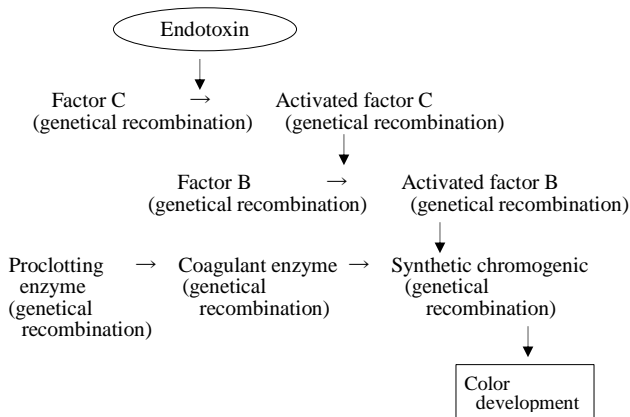 Endotoxin
Factor C → Activated factor C
(genetical recombination) (genetical recombination)
Factor B → Activated factor B
(genetical recombination) (genetical recombination)
Proclotting → Coagulant enzyme → Synthetic chromogenic
enzyme (genetical (genetical
(genetical recombination) recombination)
recombination)
Color
development